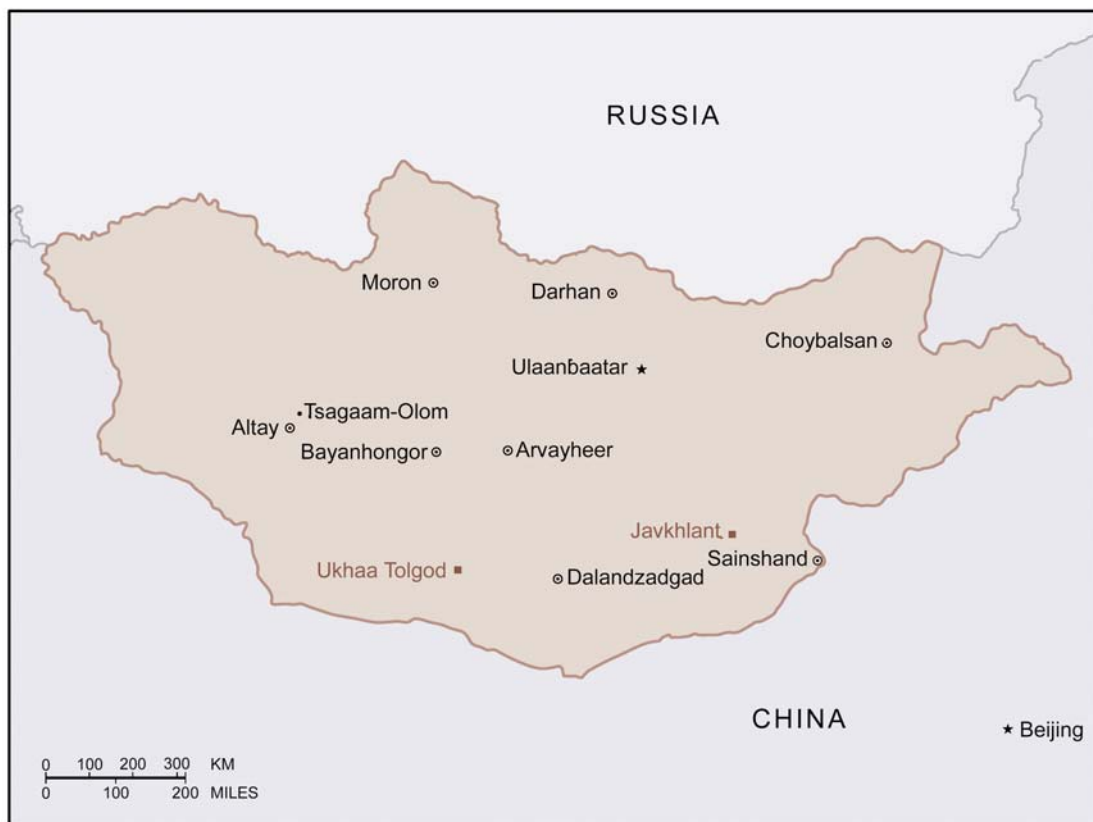 RUSSIA
Moron
Darhan
Choybalsan
Ulaanbaatar
Tsagaam-Olom
Altay
Bayanhongor
Arvayheer
Javkhlant
Sainshand
Ukhaa Tolgod
Dalandzadgad
CHINA
Beijing
0 100 200 300 KM
0 100 200 MILES